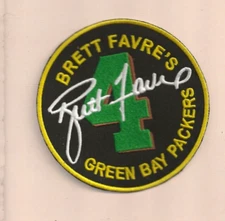 BRETT FAVRE'S
4
Brett Favre
GREEN BAY PACKERS